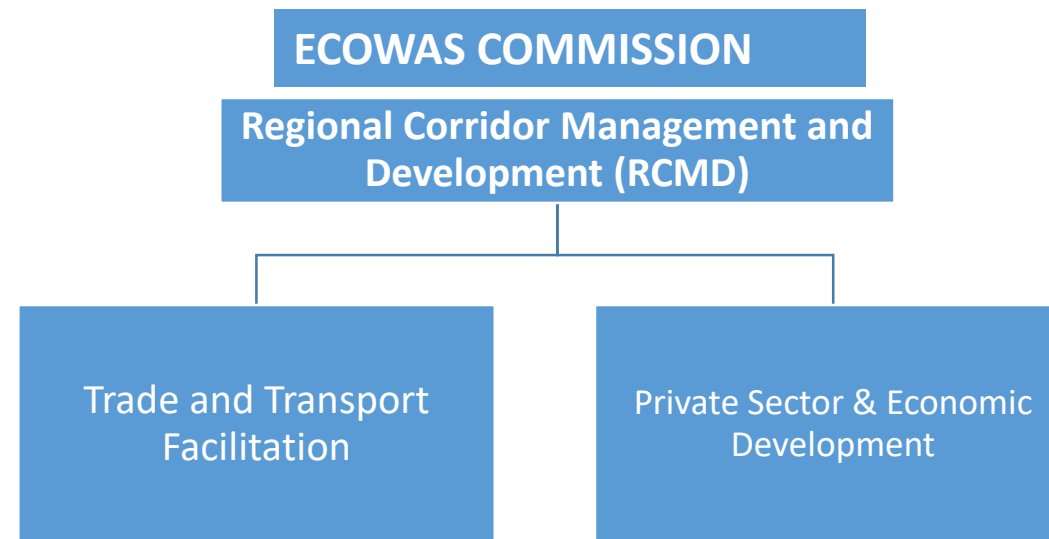 ECOWAS COMMISSION
Regional Corridor Management and
Development (RCMD)
Trade and Transport
Facilitation
Private Sector & Economic
Development